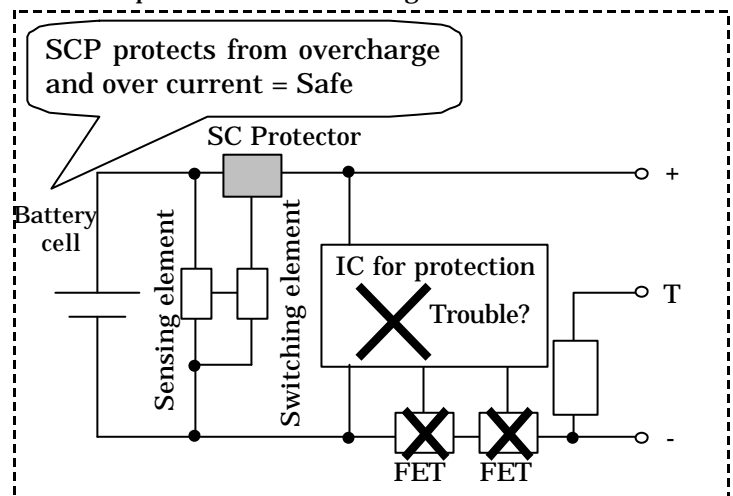 SCP protects from overcharge
and over current = Safe
SC Protector
+
Battery
cell
Sensing element
Switching element
IC for protection
Trouble?
T
FET
FET
-